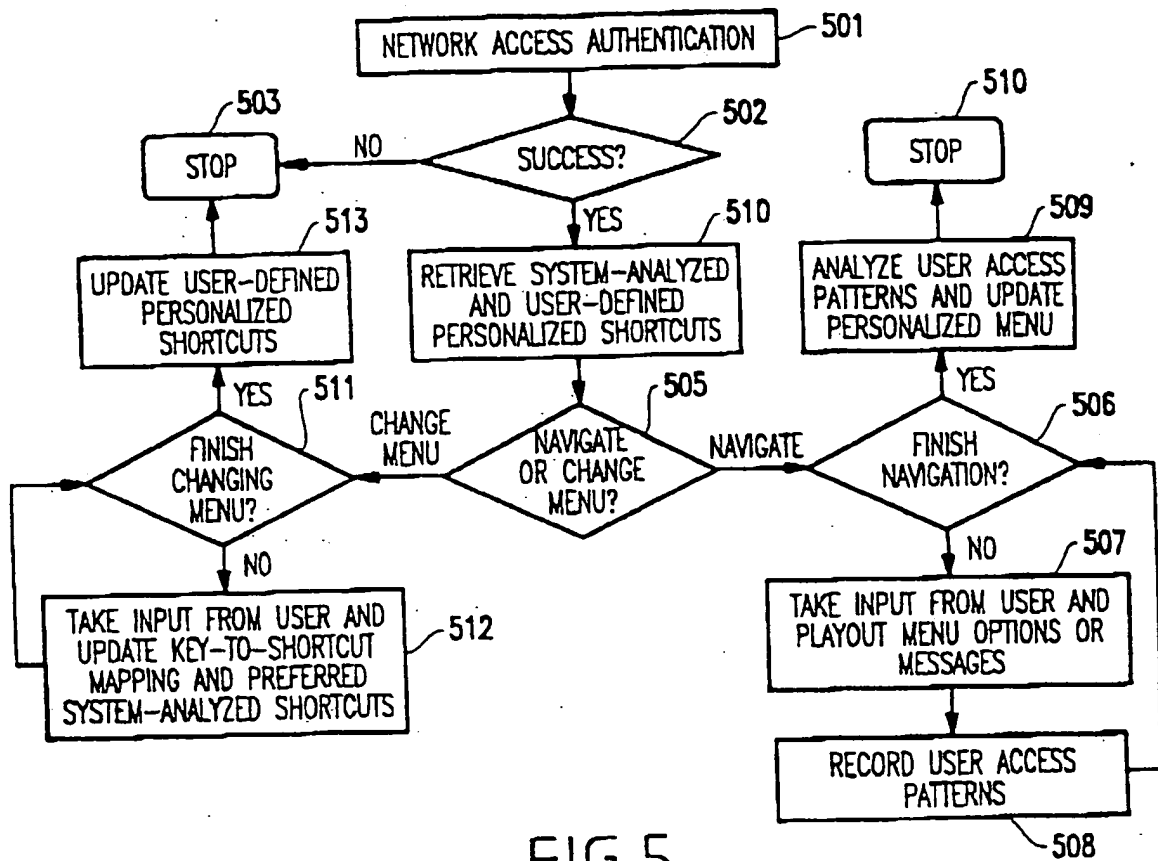 NETWORK ACCESS AUTHENTICATION
501
503
STOP
NO
502
SUCCESS?
510
STOP
YES
513
510
509
UPDATE USER-DEFINED
PERSONALIZED
SHORTCUTS
RETRIEVE SYSTEM-ANALYZED
AND USER-DEFINED
PERSONALIZED SHORTCUTS
ANALYZE USER ACCESS
PATTERNS AND UPDATE
PERSONALIZED MENU
YES
511
505
YES
506
FINISH
CHANGING
MENU?
CHANGE
MENU
NAVIGATE
OR CHANGE
MENU?
NAVIGATE
FINISH
NAVIGATION?
NO
NO
507
TAKE INPUT FROM USER AND
UPDATE KEY-TO-SHORTCUT
MAPPING AND PREFERRED
SYSTEM-ANALYZED SHORTCUTS
512
TAKE INPUT FROM USER AND
PLAYOUT MENU OPTIONS OR
MESSAGES
RECORD USER ACCESS
PATTERNS
508
FIG.5